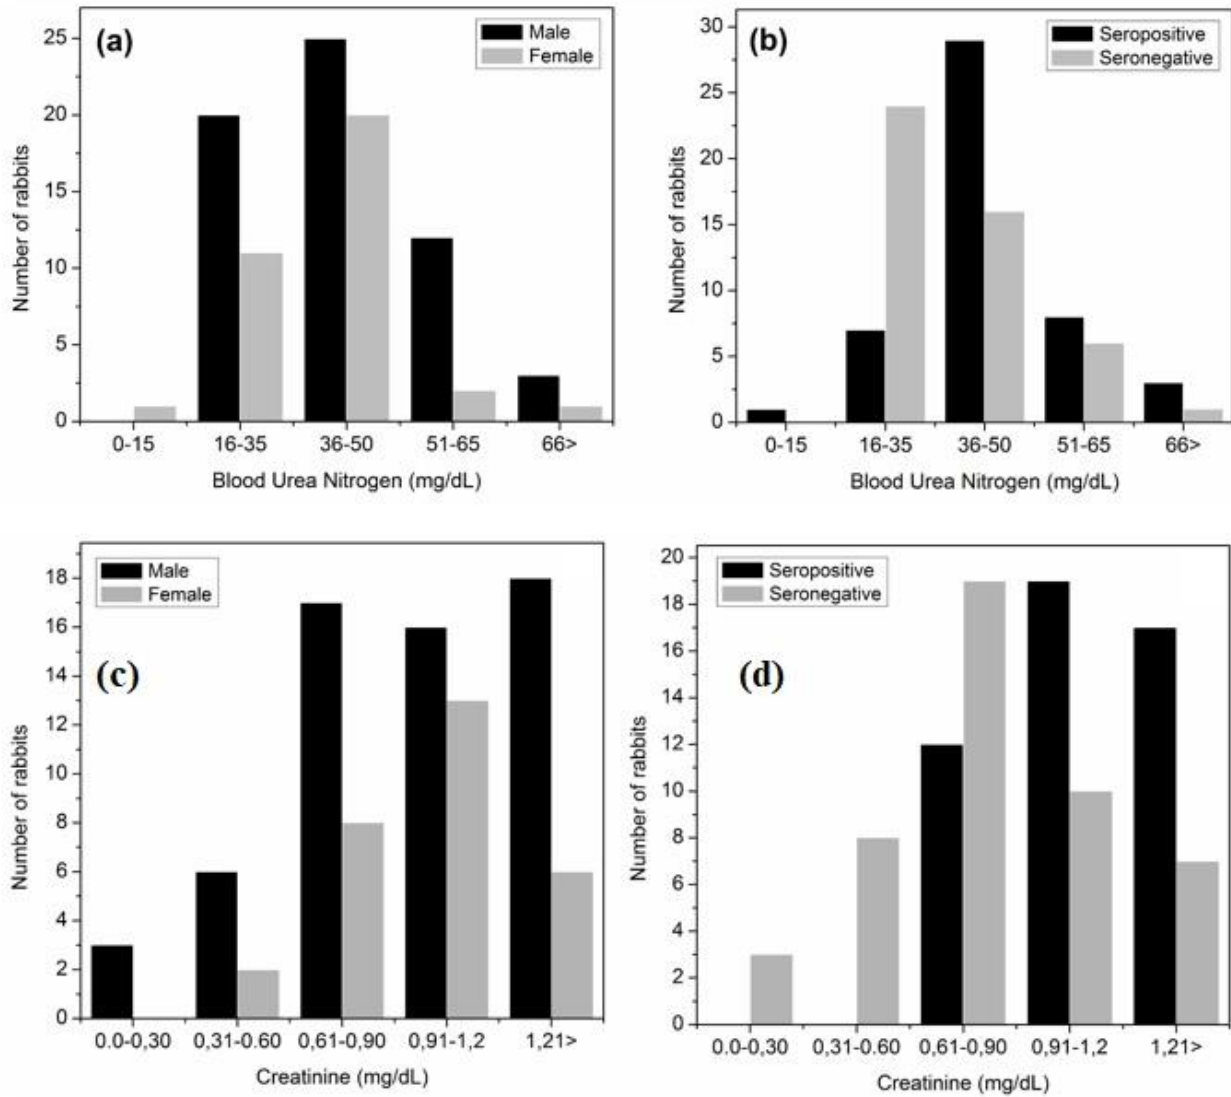 (a)
Male
Female
25
20
15
10
5
0
Number of rabbits
0-15 16-35 36-50 51-65 66>
Blood Urea Nitrogen (mg/dL)
(b)
Seropositive
Seronegative
30
25
20
15
10
5
0
Number of rabbits
0-15 16-35 36-50 51-65 66>
Blood Urea Nitrogen (mg/dL)
Male
Female
(c)
18
16
14
12
10
8
6
4
2
0
Number of rabbits
0.0-0,30 0,31-0.60 0,61-0,90 0,91-1,2 1,21>
Creatinine (mg/dL)
Seropositive
Seronegative
(d)
20
18
16
14
12
10
8
6
4
2
0
Number of rabbits
0.0-0,30 0,31-0.60 0,61-0,90 0,91-1,2 1,21>
Creatinine (mg/dL)